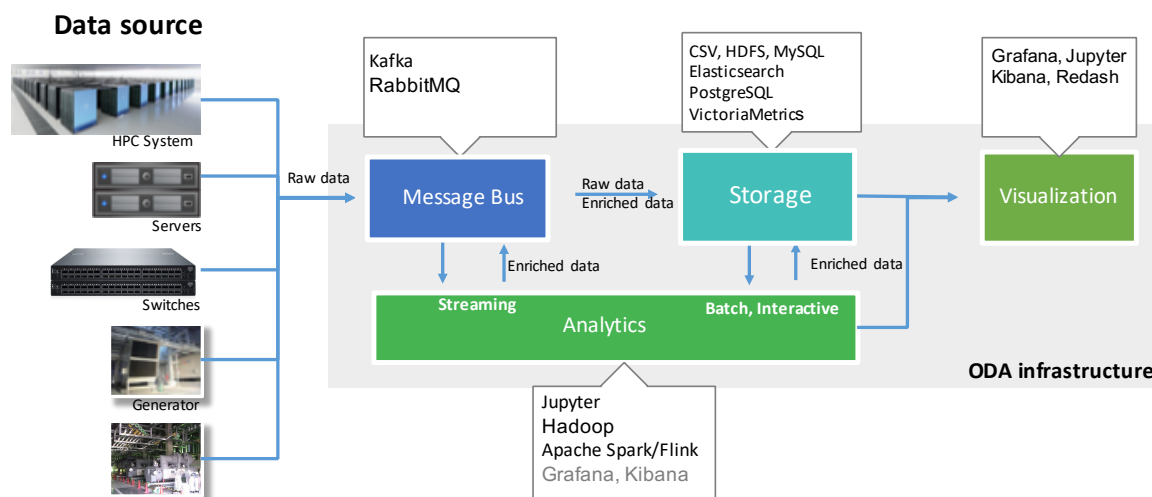 Data source
HPC System
Servers
Switches
Generator
Raw data
Kafka
RabbitMQ
Message Bus
Raw data
Enriched data
CSV, HDFS, MySQL
Elasticsearch
PostgreSQL
VictoriaMetrics
Storage
Grafana, Jupyter
Kibana, Redash
Visualization
Enriched data
Enriched data
Streaming
Batch, Interactive
Analytics
ODA infrastructure
Jupyter
Hadoop
Apache Spark/Flink
Grafana, Kibana